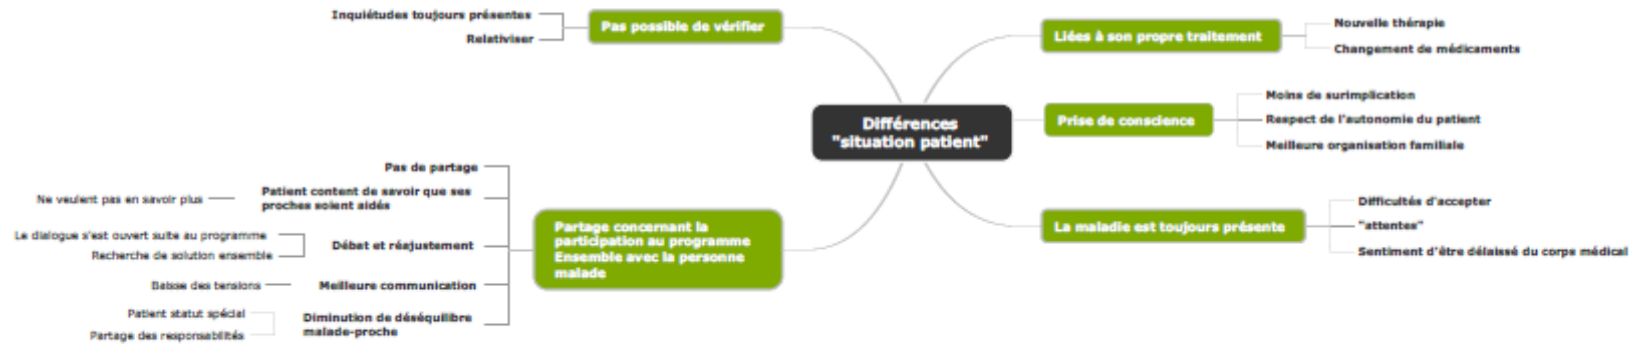 Différences
"situation patient"
Pas possible de vérifier
Inquiétudes toujours présentes
Relativiser
Partage concernant la
participation au programme
Ensemble avec la personne
malade
Pas de partage
Patient content de savoir que ses
proches soient aidés
Ne veulent pas en savoir plus
Débat et réajustement
Le dialogue s'est ouvert suite au programme
Recherche de solution ensemble
Meilleure communication
Baisse des tensions
Diminution de déséquilibre
malade-proche
Patient statut spécial
Partage des responsabilités
Liées à son propre traitement
Nouvelle thérapie
Changement de médicaments
Prise de conscience
Moins de surimplication
Respect de l'autonomie du patient
Meilleure organisation familiale
La maladie est toujours présente
Difficultés d'accepter
"attentes"
Sentiment d'être délaissé du corps médical